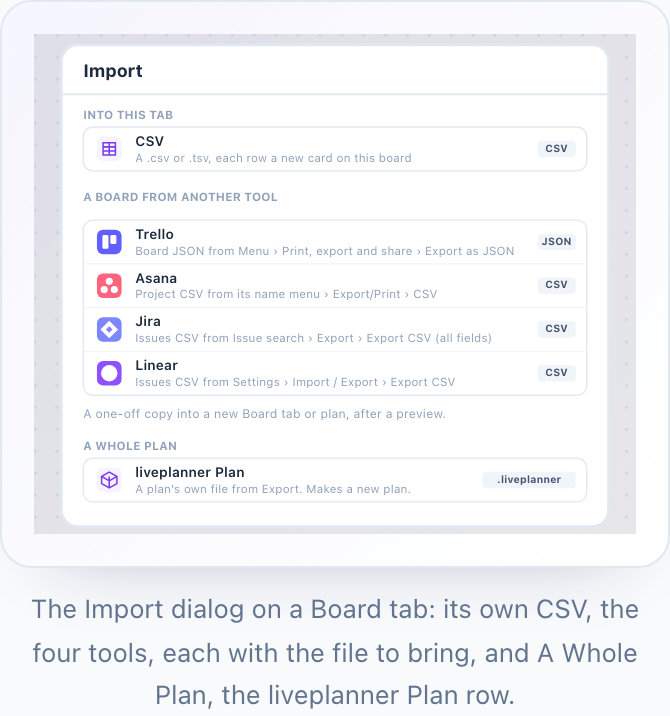 Import
INTO THIS TAB
CSV
A .csv or .tsv, each row a new card on this board
CSV
A BOARD FROM ANOTHER TOOL
Trello
Board JSON from Menu › Print, export and share › Export as JSON
JSON
Asana
Project CSV from its name menu › Export/Print › CSV
CSV
Jira
Issues CSV from Issue search › Export › Export CSV (all fields)
CSV
Linear
Issues CSV from Settings › Import / Export › Export CSV
CSV
A one-off copy into a new Board tab or plan, after a preview.
A WHOLE PLAN
liveplanner Plan
A plan's own file from Export. Makes a new plan.
.liveplanner
The Import dialog on a Board tab: its own CSV, the
four tools, each with the file to bring, and A Whole
Plan, the liveplanner Plan row.